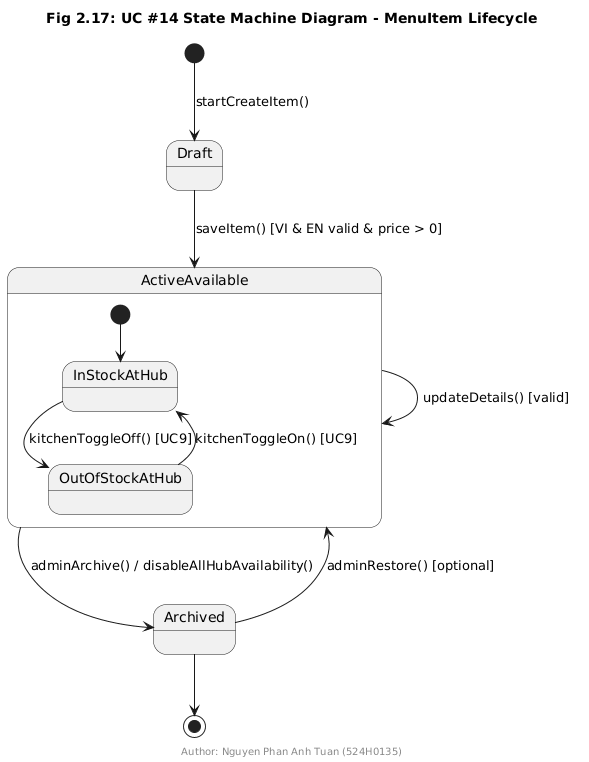 Fig 2.17: UC #14 State Machine Diagram - MenuItem Lifecycle
startCreateItem()
Draft
saveItem() [VI & EN valid & price > 0]
ActiveAvailable
InStockAtHub
updateDetails() [valid]
kitchenToggleOff() [UC9]
kitchenToggleOn() [UC9]
OutOfStockAtHub
adminArchive() / disableAllHubAvailability()
adminRestore() [optional]
Archived
Author: Nguyen Phan Anh Tuan (524H0135)